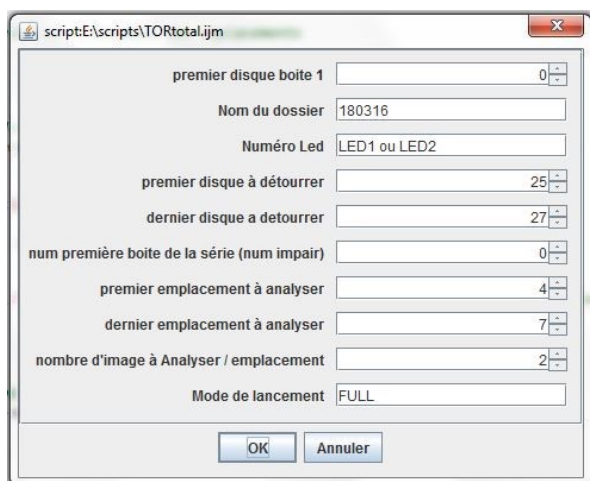 script:E:\scripts\TORtotal.ijm
premier disque boite 1 0
Nom du dossier 180316
Numéro Led LED1 ou LED2
premier disque à détourrer 25
dernier disque a detourrer 27
num première boite de la série (num impair) 0
premier emplacement à analyser 4
dernier emplacement à analyser 7
nombre d'image à Analyser / emplacement 2
Mode de lancement FULL
OK Annuler